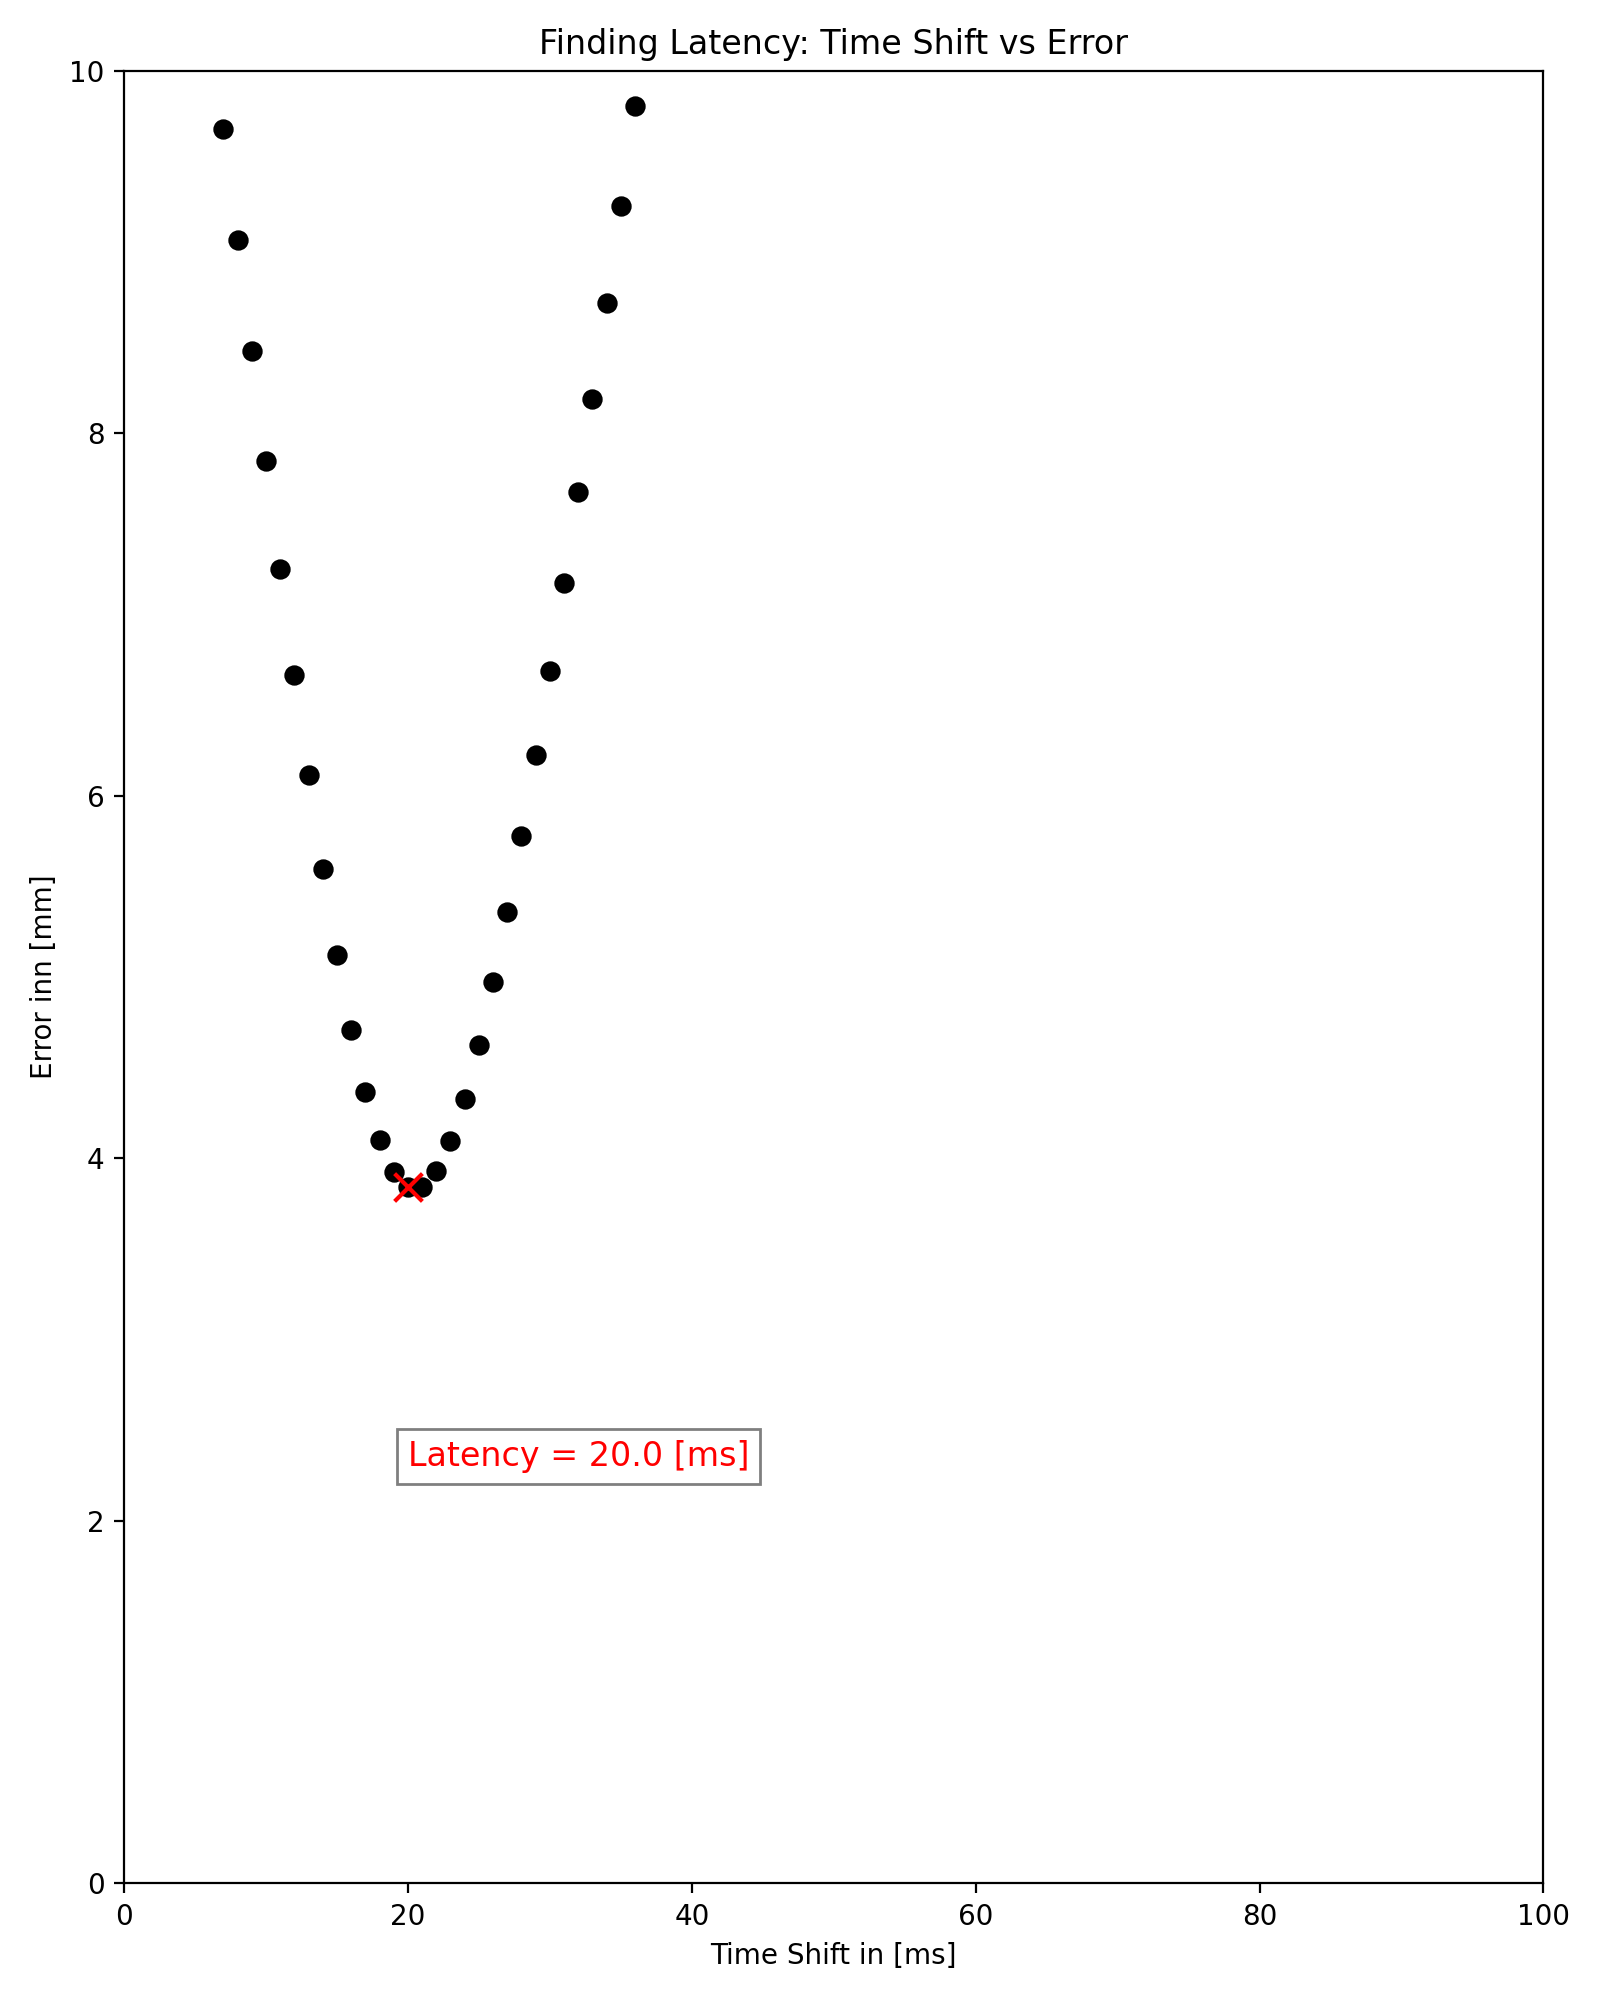 Finding Latency: Time Shift vs Error
10
8
6
4
2
0
Error inn [mm]
Latency = 20.0 [ms]
0 20 40 60 80 100
Time Shift in [ms]